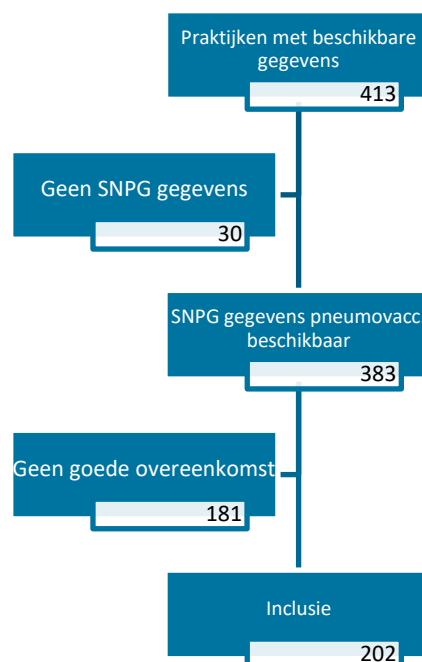 Praktijken met beschikbare
gegevens
413
Geen SNPG gegevens
30
SNPG gegevens pneumovacc.
beschikbaar
383
Geen goede overeenkomst
181
Inclusie
202